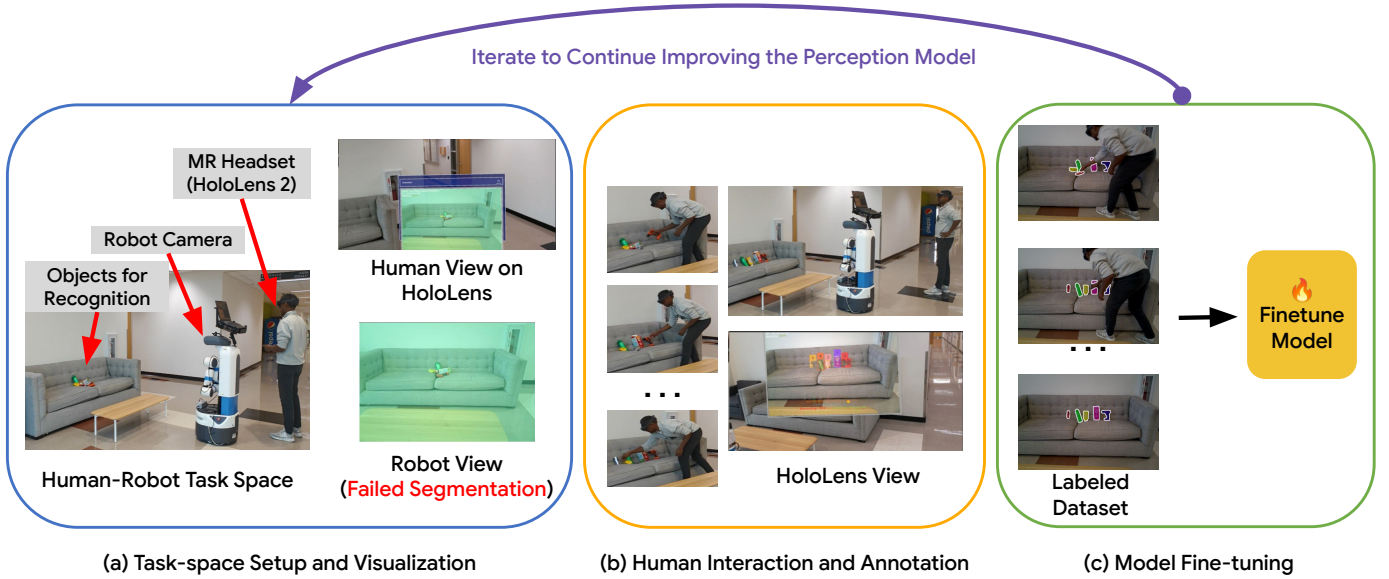 Iterate to Continue Improving the Perception Model
MR Headset
(HoloLens 2)
Robot Camera
Objects for
Recognition
Human-Robot Task Space
Human View on
HoloLens
Robot View
(Failed Segmentation)
(a) Task-space Setup and Visualization
...
HoloLens View
(b) Human Interaction and Annotation
...
Labeled
Dataset
Finetune
Model
(c) Model Fine-tuning